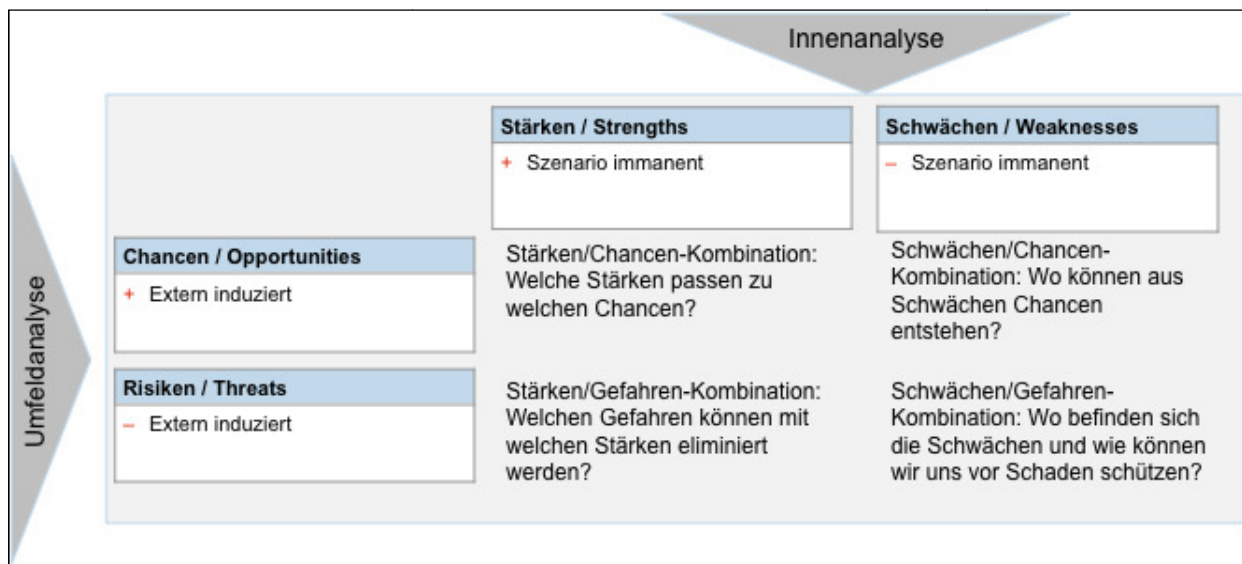 Innenanalyse
Umfeldanalyse
Stärken / Strengths
+ Szenario immanent
Schwächen / Weaknesses
– Szenario immanent
Chancen / Opportunities
+ Extern induziert
Stärken/Chancen-Kombination:
Welche Stärken passen zu
welchen Chancen?
Schwächen/Chancen-
Kombination: Wo können aus
Schwächen Chancen
entstehen?
Risiken / Threats
– Extern induziert
Stärken/Gefahren-Kombination:
Welchen Gefahren können mit
welchen Stärken eliminiert
werden?
Schwächen/Gefahren-
Kombination: Wo befinden sich
die Schwächen und wie können
wir uns vor Schaden schützen?